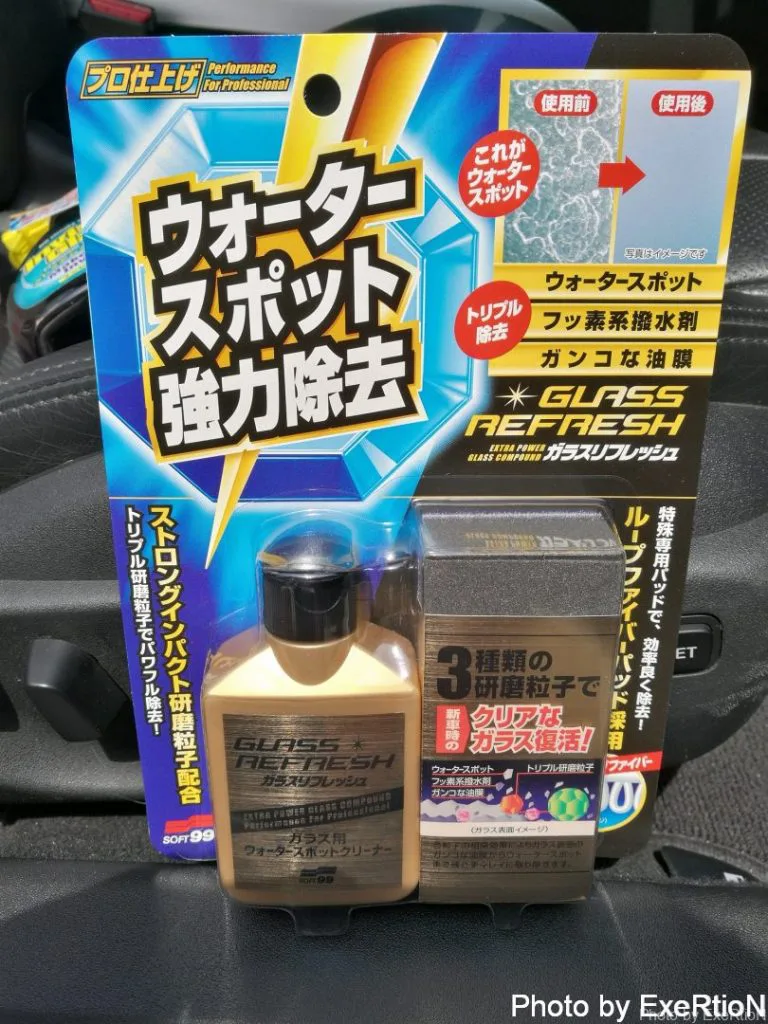 プロ仕上げ
Performance
For Professional
使用前
使用後
これが
ウォーター
スポット
写真はイメージです
ウォーター
スポット
強力除去
トリプル
除去
ウォータースポット
フッ素系撥水剤
ガンコな油膜
GLASS
REFRESH
EXTRA POWER
GLASS COMPOUND
ガラスリフレッシュ
ストロングインパクト研磨粒子配合
トリプル研磨粒子でパワフル除去!
特殊専用パッドで、効率良く除去!
ループファイバーパッド採用
ファイバー
SOFT99
GLASS
REFRESH
ガラスリフレッシュ
EXTRA POWER GLASS COMPOUND
Performance for Professional
ガラス用
ウォータースポットクリーナー
SOFT99
3種類の
研磨粒子で
新車時の
クリアな
ガラス復活!
ウォータースポット
フッ素系撥水剤
ガンコな油膜
トリプル研磨粒子
(ガラス表面イメージ)
ET
Photo by ExeRtioN
Photo by ExeRtioN